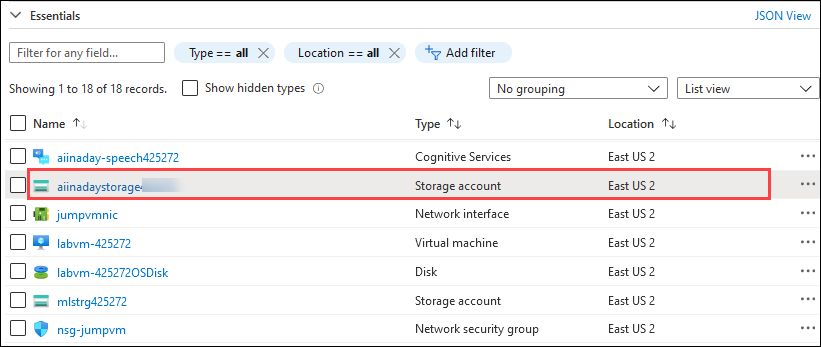 Essentials JSON View
Filter for any field... Type == all Location == all Add filter
Showing 1 to 18 of 18 records. Show hidden types No grouping List view
Name Type Location
aiinaday-speech425272 Cognitive Services East US 2
aiinadaystorage Storage account East US 2
jumpvmnic Network interface East US 2
labvm-425272 Virtual machine East US 2
labvm-425272OSDisk Disk East US 2
mlstrg425272 Storage account East US 2
nsg-jumpvm Network security group East US 2